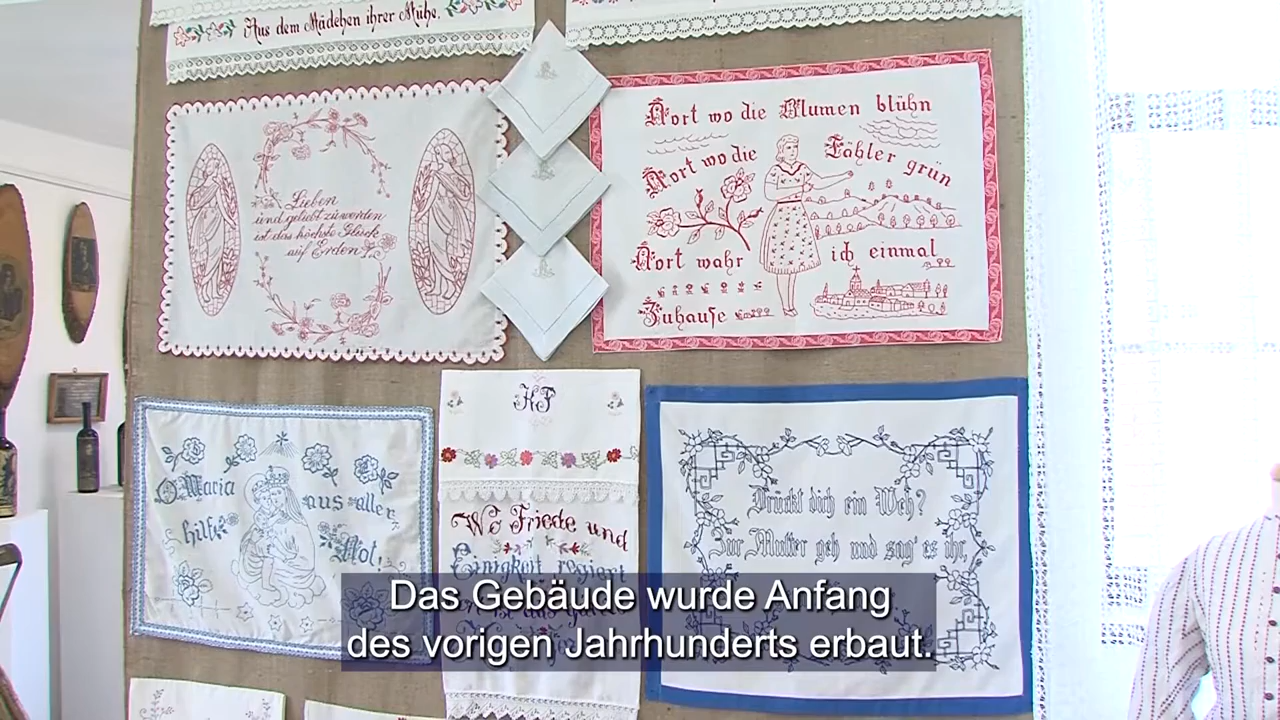 Aus dem Mädchen ihrer Mühe.
Lieben
und geliebt zu werden
ist das höchste Glück
auf Erden
Dort wo die Blumen blühn
Dort wo die Täler grün
Dort wahr ich einmal
Zuhause
O Maria aus aller
hilf Not!
HF
Wo Friede und
Einigkeit regiert
Drückt dich ein Weh?
Zur Mutter geh und sag' es ihr,
Das Gebäude wurde Anfang
des vorigen Jahrhunderts erbaut.